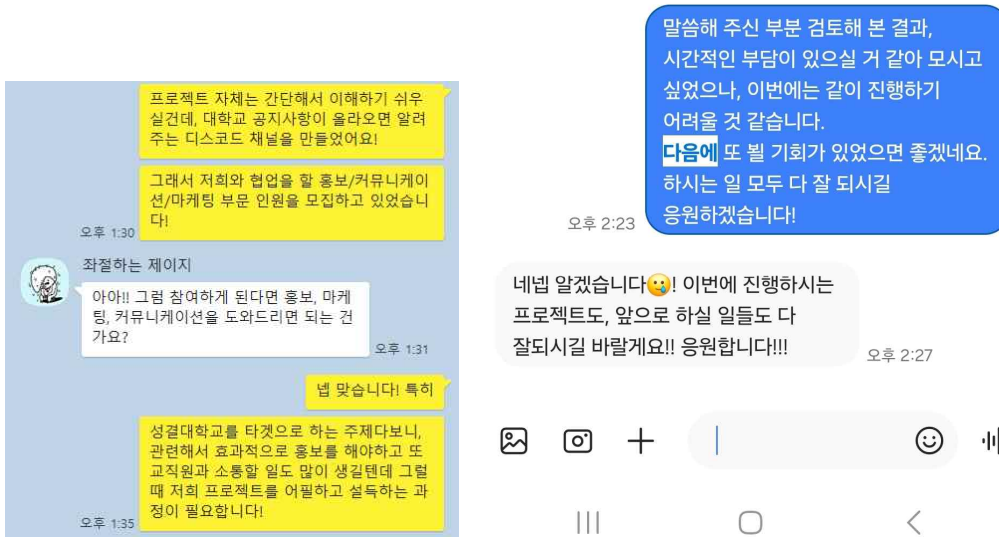 프로젝트 자체는 간단해서 이해하기 쉬우
실건데, 대학교 공지사항이 올라오면 알려
주는 디스코드 채널을 만들었어요!
그래서 저희와 협업을 할 홍보/커뮤니케이
션/마케팅 부문 인원을 모집하고 있었습니
다!
오후 1:30
좌절하는 제이지
아아!! 그럼 참여하게 된다면 홍보, 마케
팅, 커뮤니케이션을 도와드리면 되는 건
가요?
오후 1:31
넵 맞습니다! 특히
성결대학교를 타겟으로 하는 주제다보니,
관련해서 효과적으로 홍보를 해야하고 또
교직원과 소통할 일도 많이 생길텐데 그럴
때 저희 프로젝트를 어필하고 설득하는 과
정이 필요합니다!
오후 1:35
말씀해 주신 부분 검토해 본 결과,
시간적인 부담이 있으실 거 같아 모시고
싶었으나, 이번에는 같이 진행하기
어려울 것 같습니다.
다음에 또 뵐 기회가 있었으면 좋겠네요.
하시는 일 모두 다 잘 되시길
응원하겠습니다!
오후 2:23
네넵 알겠습니다🥲! 이번에 진행하시는
프로젝트도, 앞으로 하실 일들도 다
잘되시길 바랄게요!! 응원합니다!!!
오후 2:27